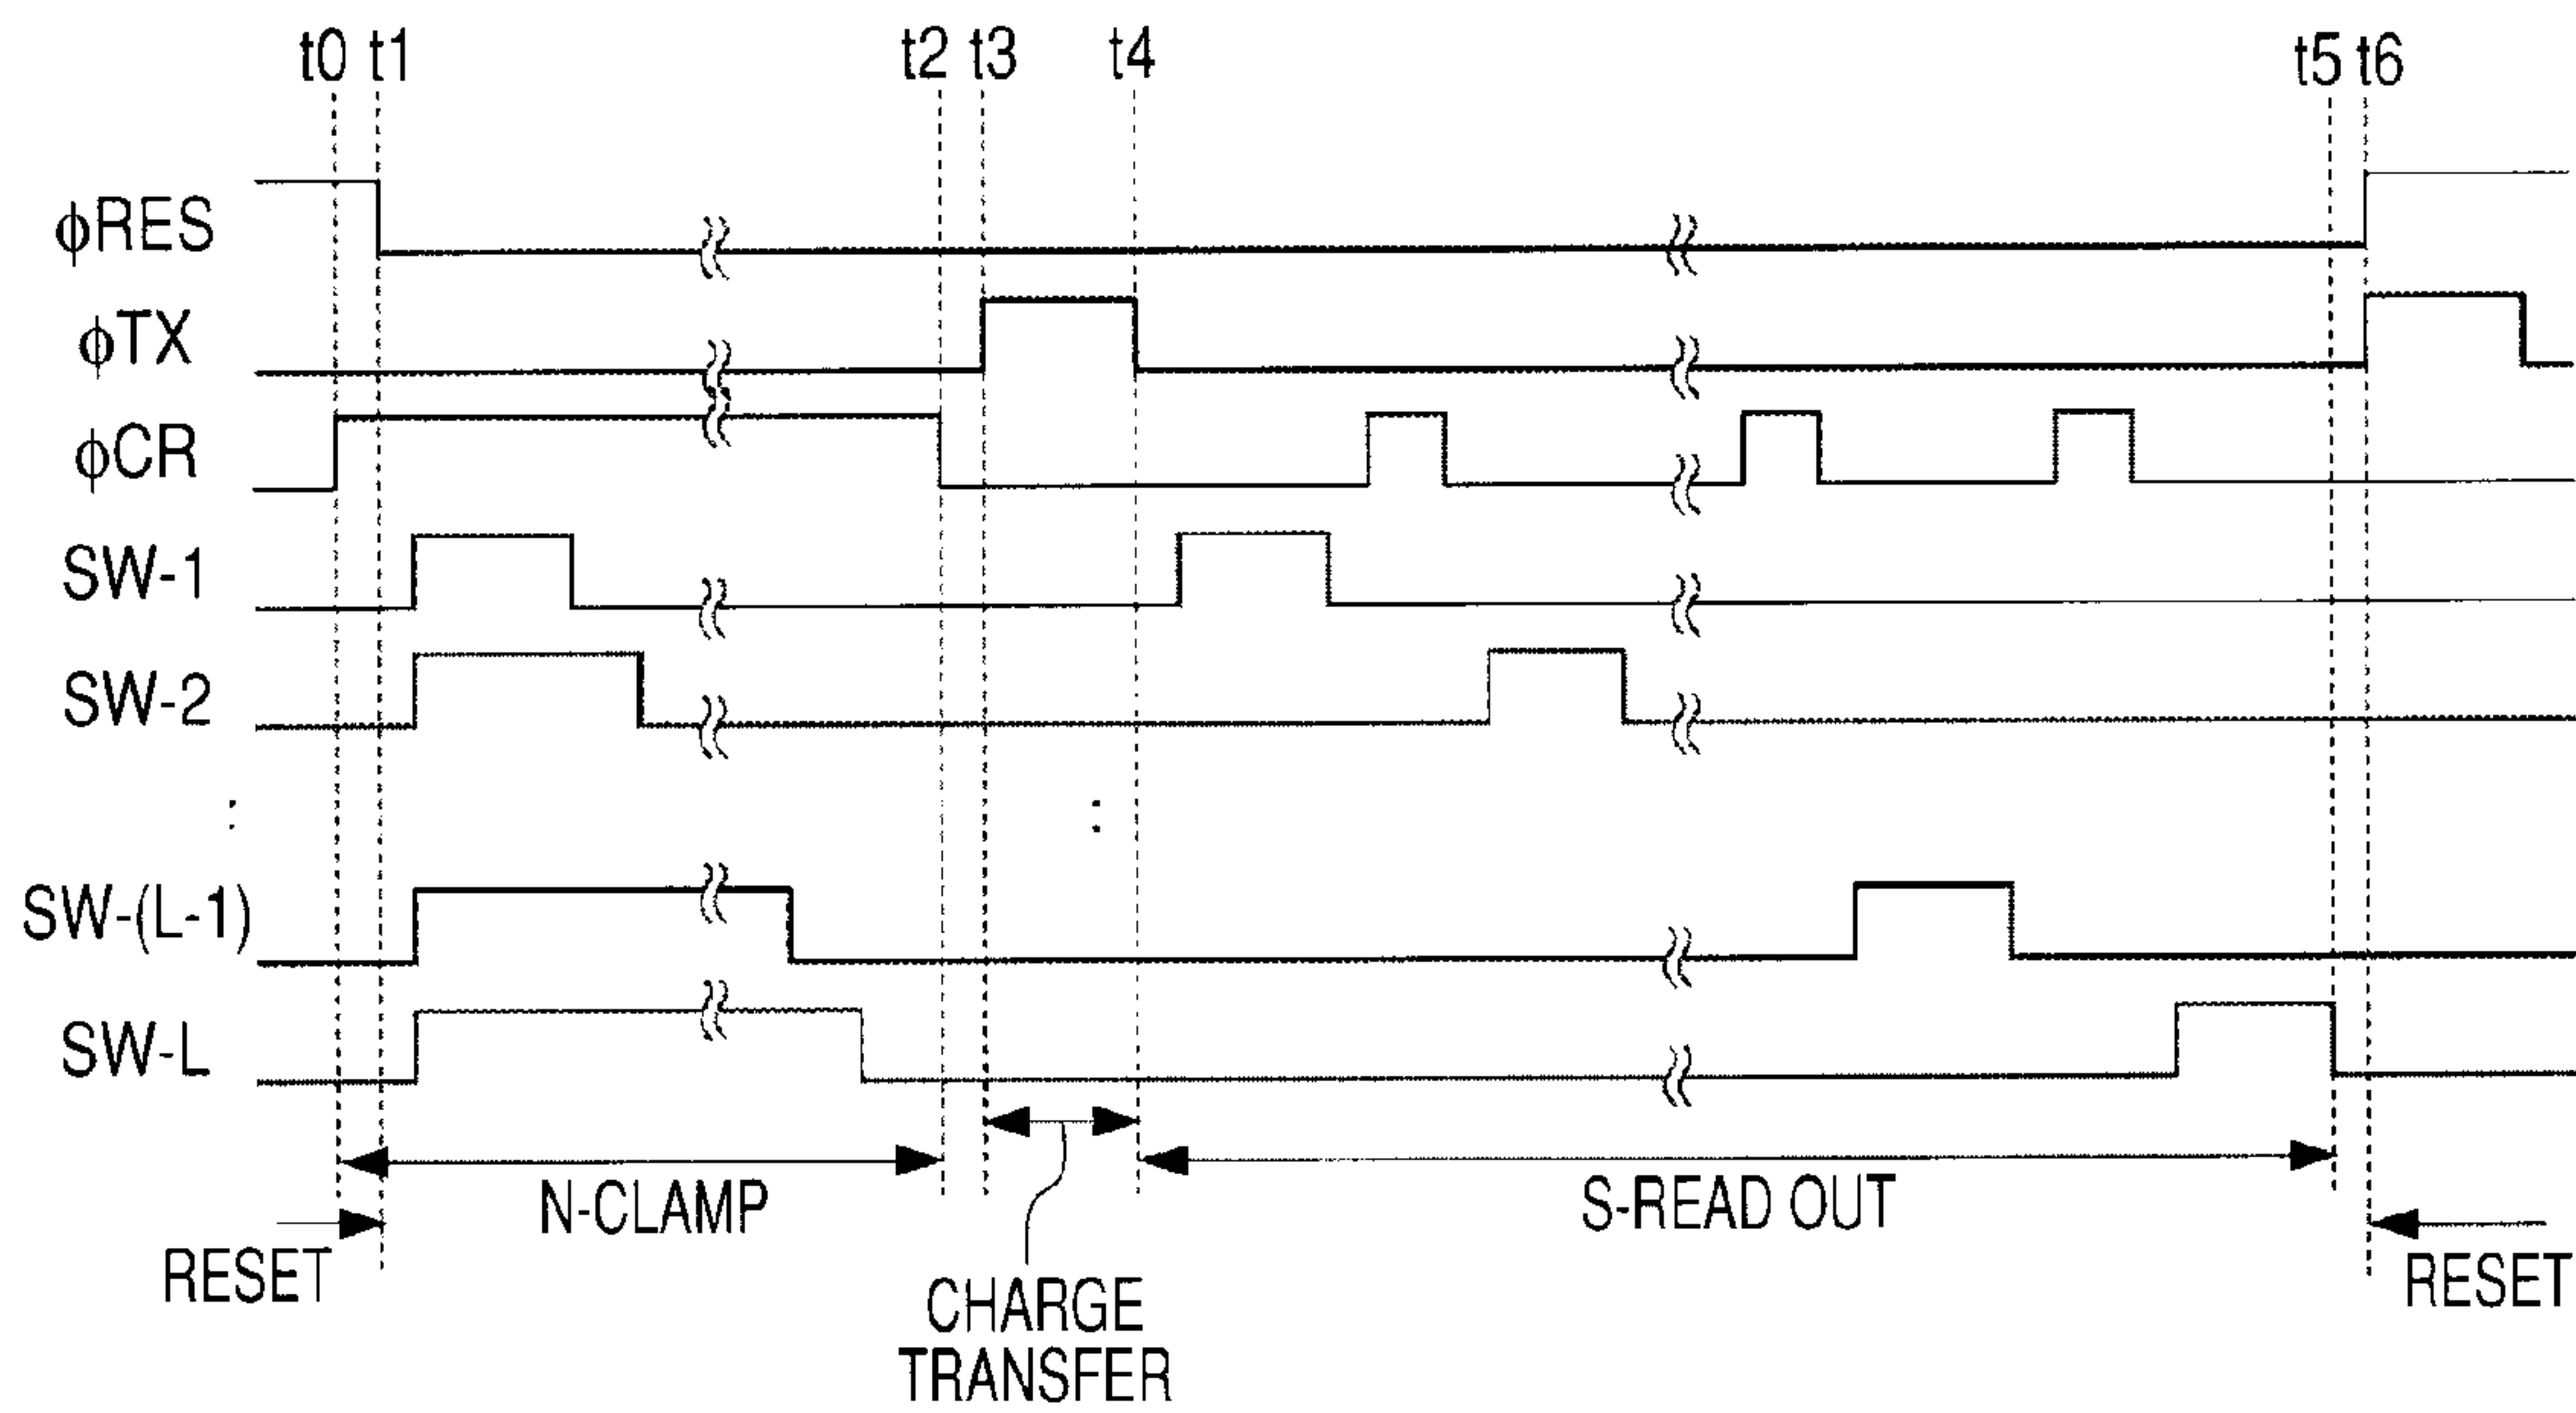 t0 t1 t2 t3 t4 t5 t6
ϕRES
ϕTX
ϕCR
SW-1
SW-2
:
:
SW-(L-1)
SW-L
N-CLAMP
S-READ OUT
RESET
CHARGE
TRANSFER
RESET